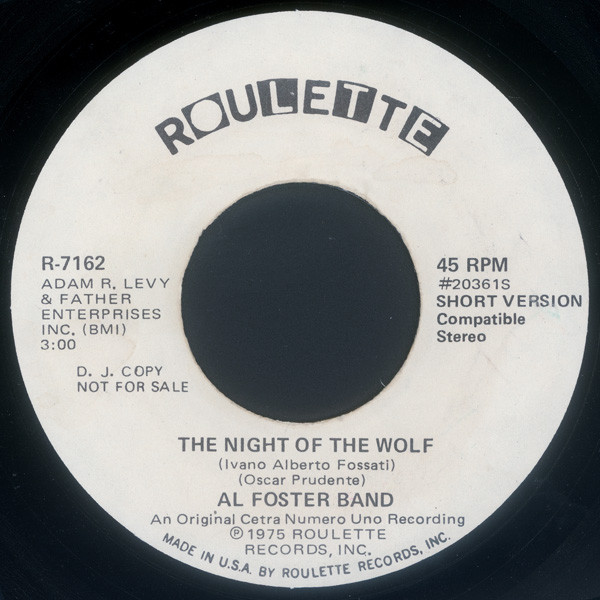 ROULETTE
R-7162
ADAM R. LEVY
& FATHER
ENTERPRISES
INC. (BMI)
3:00
D. J. COPY
NOT FOR SALE
45 RPM
#20361S
SHORT VERSION
Compatible
Stereo
THE NIGHT OF THE WOLF
(Ivano Alberto Fossati)
(Oscar Prudente)
AL FOSTER BAND
An Original Cetra Numero Uno Recording
℗ 1975 ROULETTE
RECORDS, INC.
MADE IN U.S.A. BY ROULETTE RECORDS, INC.